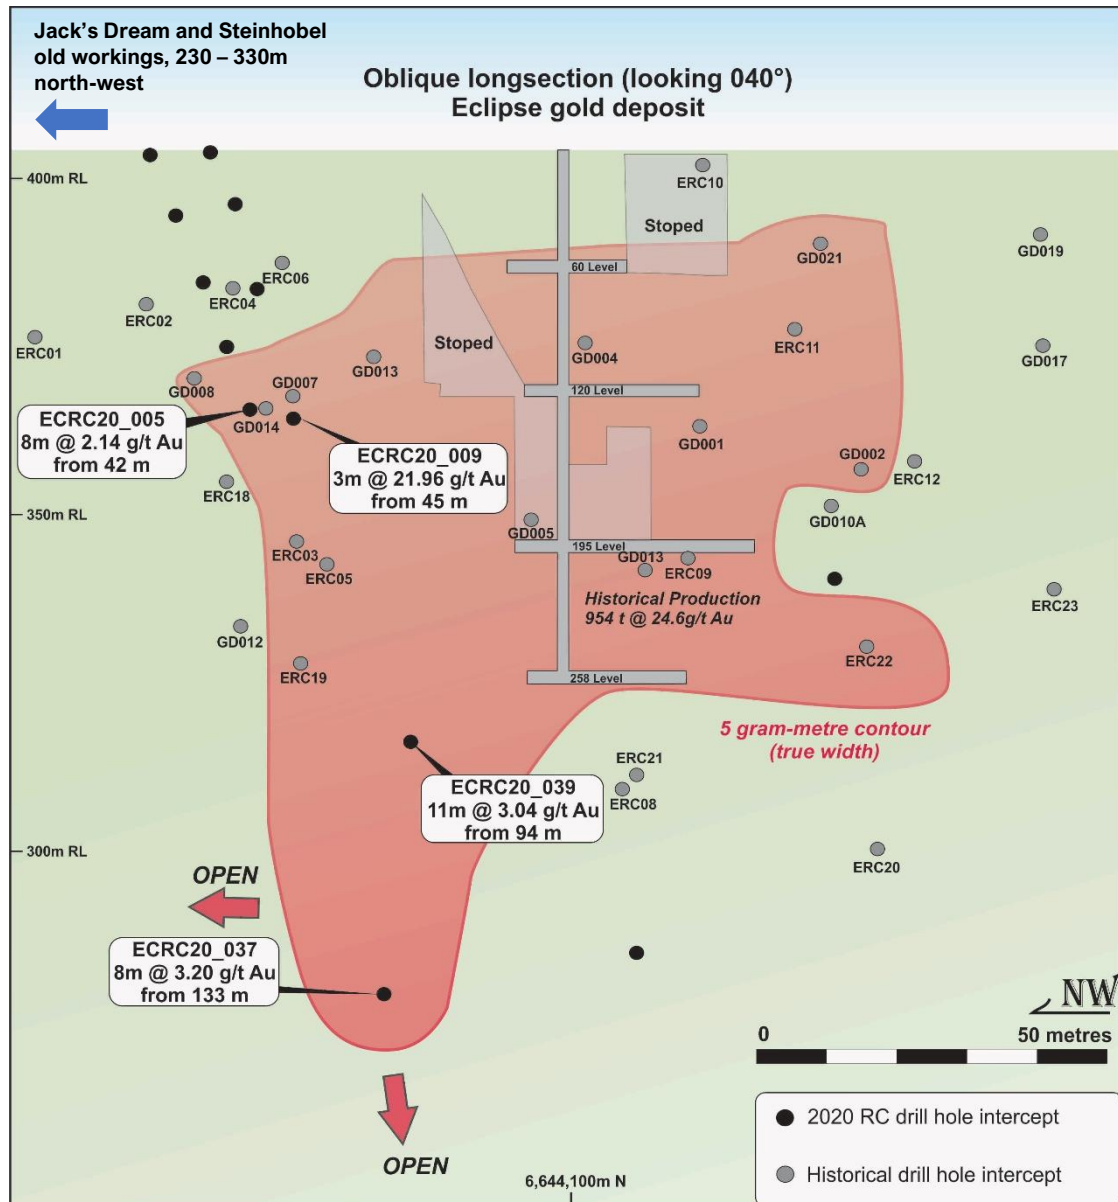 Jack's Dream and Steinhobel
old workings, 230 – 330m
north-west
Oblique longsection (looking 040°)
Eclipse gold deposit
400m RL
ERC10
Stoped
GD019
GD021
60 Level
ERC06
ERC04
ERC02
ERC01
ERC11
GD017
GD004
Stoped
GD013
GD008
GD007
GD014
120 Level
ECRC20_005
8m @ 2.14 g/t Au
from 42 m
ECRC20_009
3m @ 21.96 g/t Au
from 45 m
GD001
GD002
ERC12
ERC18
GD010A
350m RL
GD005
ERC03
ERC05
195 Level
GD013
ERC09
Historical Production
954 t @ 24.6g/t Au
ERC23
GD012
ERC19
ERC22
258 Level
5 gram-metre contour
(true width)
ECRC20_039
11m @ 3.04 g/t Au
from 94 m
ERC21
ERC08
ERC20
300m RL
OPEN
ECRC20_037
8m @ 3.20 g/t Au
from 133 m
NW
0
50 metres
2020 RC drill hole intercept
Historical drill hole intercept
OPEN
6,644,100m N